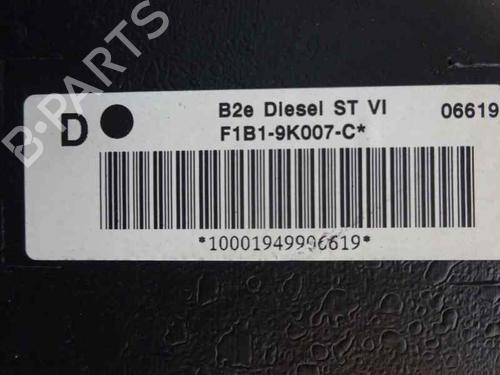 D
B2e Diesel ST VI 06619
F1B1-9K007-C*
*10001949906619*
B-PARTS